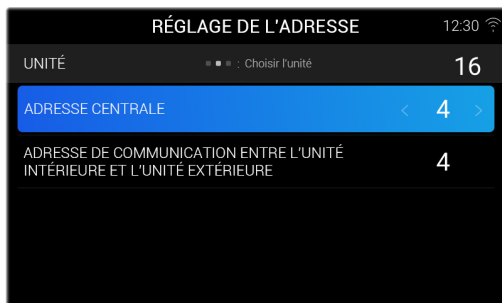 RÉGLAGE DE L'ADRESSE 12:30
UNITÉ : Choisir l'unité 16
ADRESSE CENTRALE < 4 >
ADRESSE DE COMMUNICATION ENTRE L'UNITÉ
INTÉRIEURE ET L'UNITÉ EXTÉRIEURE 4